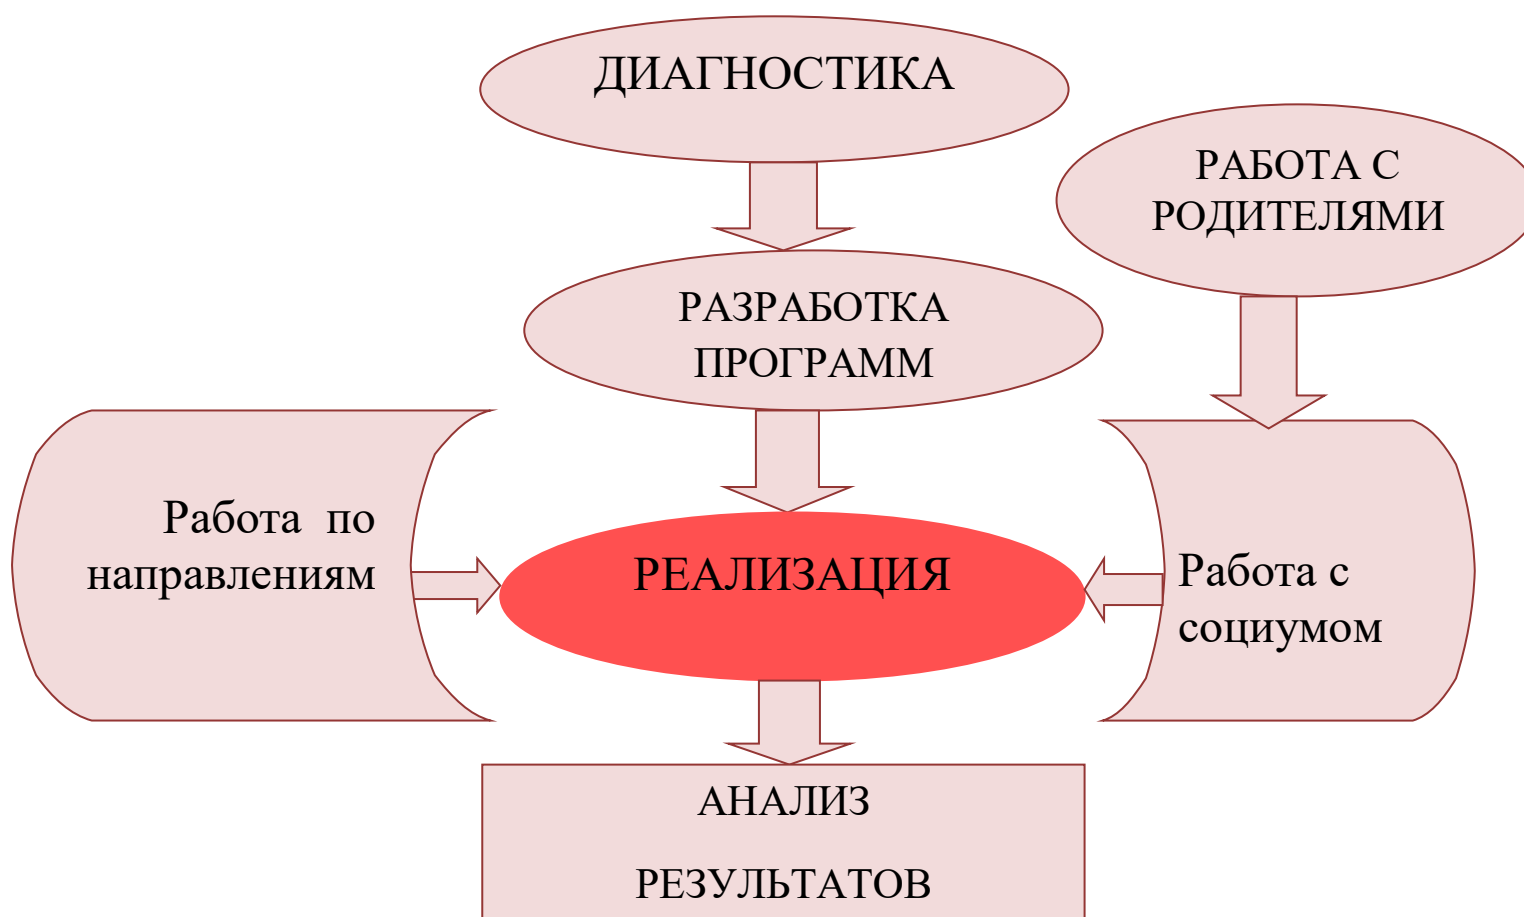 ДИАГНОСТИКА
РАБОТА С
РОДИТЕЛЯМИ
РАЗРАБОТКА
ПРОГРАММ
Работа по
направлениям
РЕАЛИЗАЦИЯ
Работа с
социумом
АНАЛИЗ
РЕЗУЛЬТАТОВ